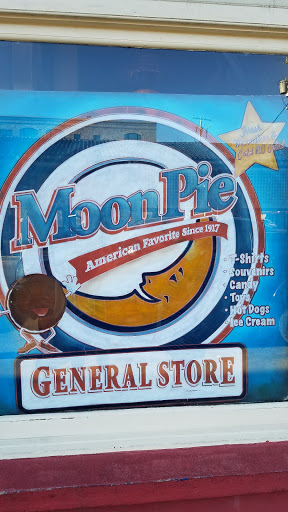 MoonPie
American Favorite Since 1917
• T-Shirts
• Souvenirs
• Candy
• Toys
• Hot Dogs
• Ice Cream
GENERAL STORE